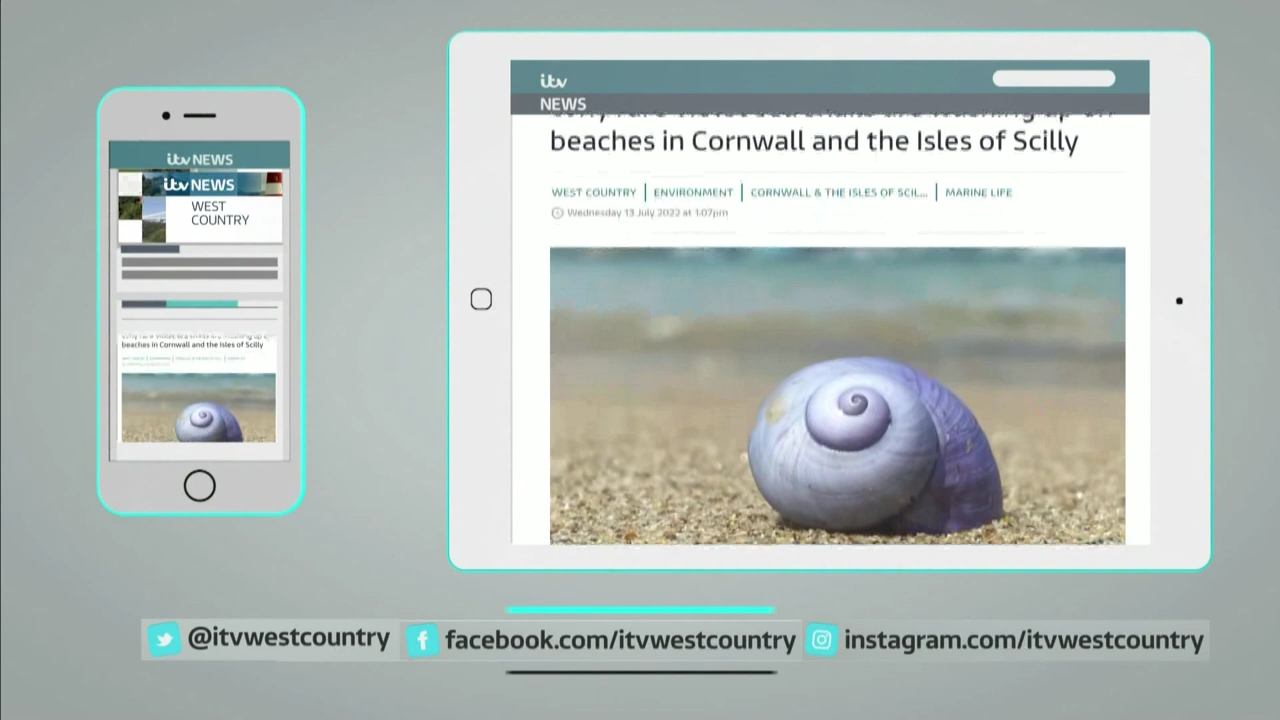 itv NEWS
itv NEWS
WEST
COUNTRY
beaches in Cornwall and the Isles of Scilly
itv
NEWS
beaches in Cornwall and the Isles of Scilly
WEST COUNTRY ENVIRONMENT CORNWALL & THE ISLES OF SCIL... MARINE LIFE
Wednesday 13 July 2022 at 1:07pm
@itvwestcountry facebook.com/itvwestcountry instagram.com/itvwestcountry